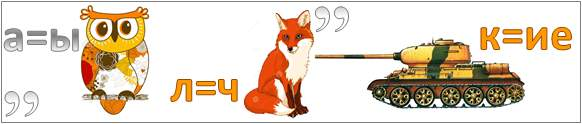 а=ы
,,
л=ч
,,
к=ие